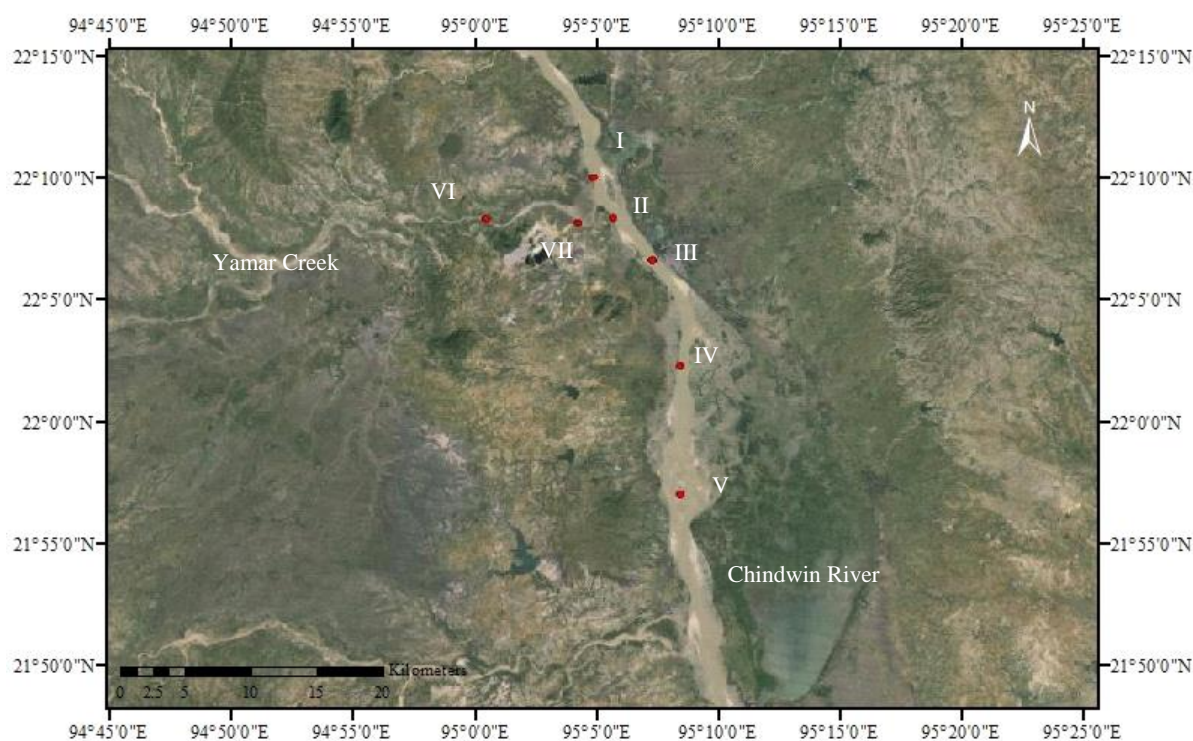 94°45'0"E 94°50'0"E 94°55'0"E 95°0'0"E 95°5'0"E 95°10'0"E 95°15'0"E 95°20'0"E 95°25'0"E
22°15'0"N 22°15'0"N
N
I
22°10'0"N 22°10'0"N
VI
II
VII
III
Yamar Creek
22°5'0"N 22°5'0"N
IV
22°0'0"N 22°0'0"N
V
21°55'0"N 21°55'0"N
Chindwin River
21°50'0"N 21°50'0"N
Kilometers
0 2.5 5 10 15 20
94°45'0"E 94°50'0"E 94°55'0"E 95°0'0"E 95°5'0"E 95°10'0"E 95°15'0"E 95°20'0"E 95°25'0"E